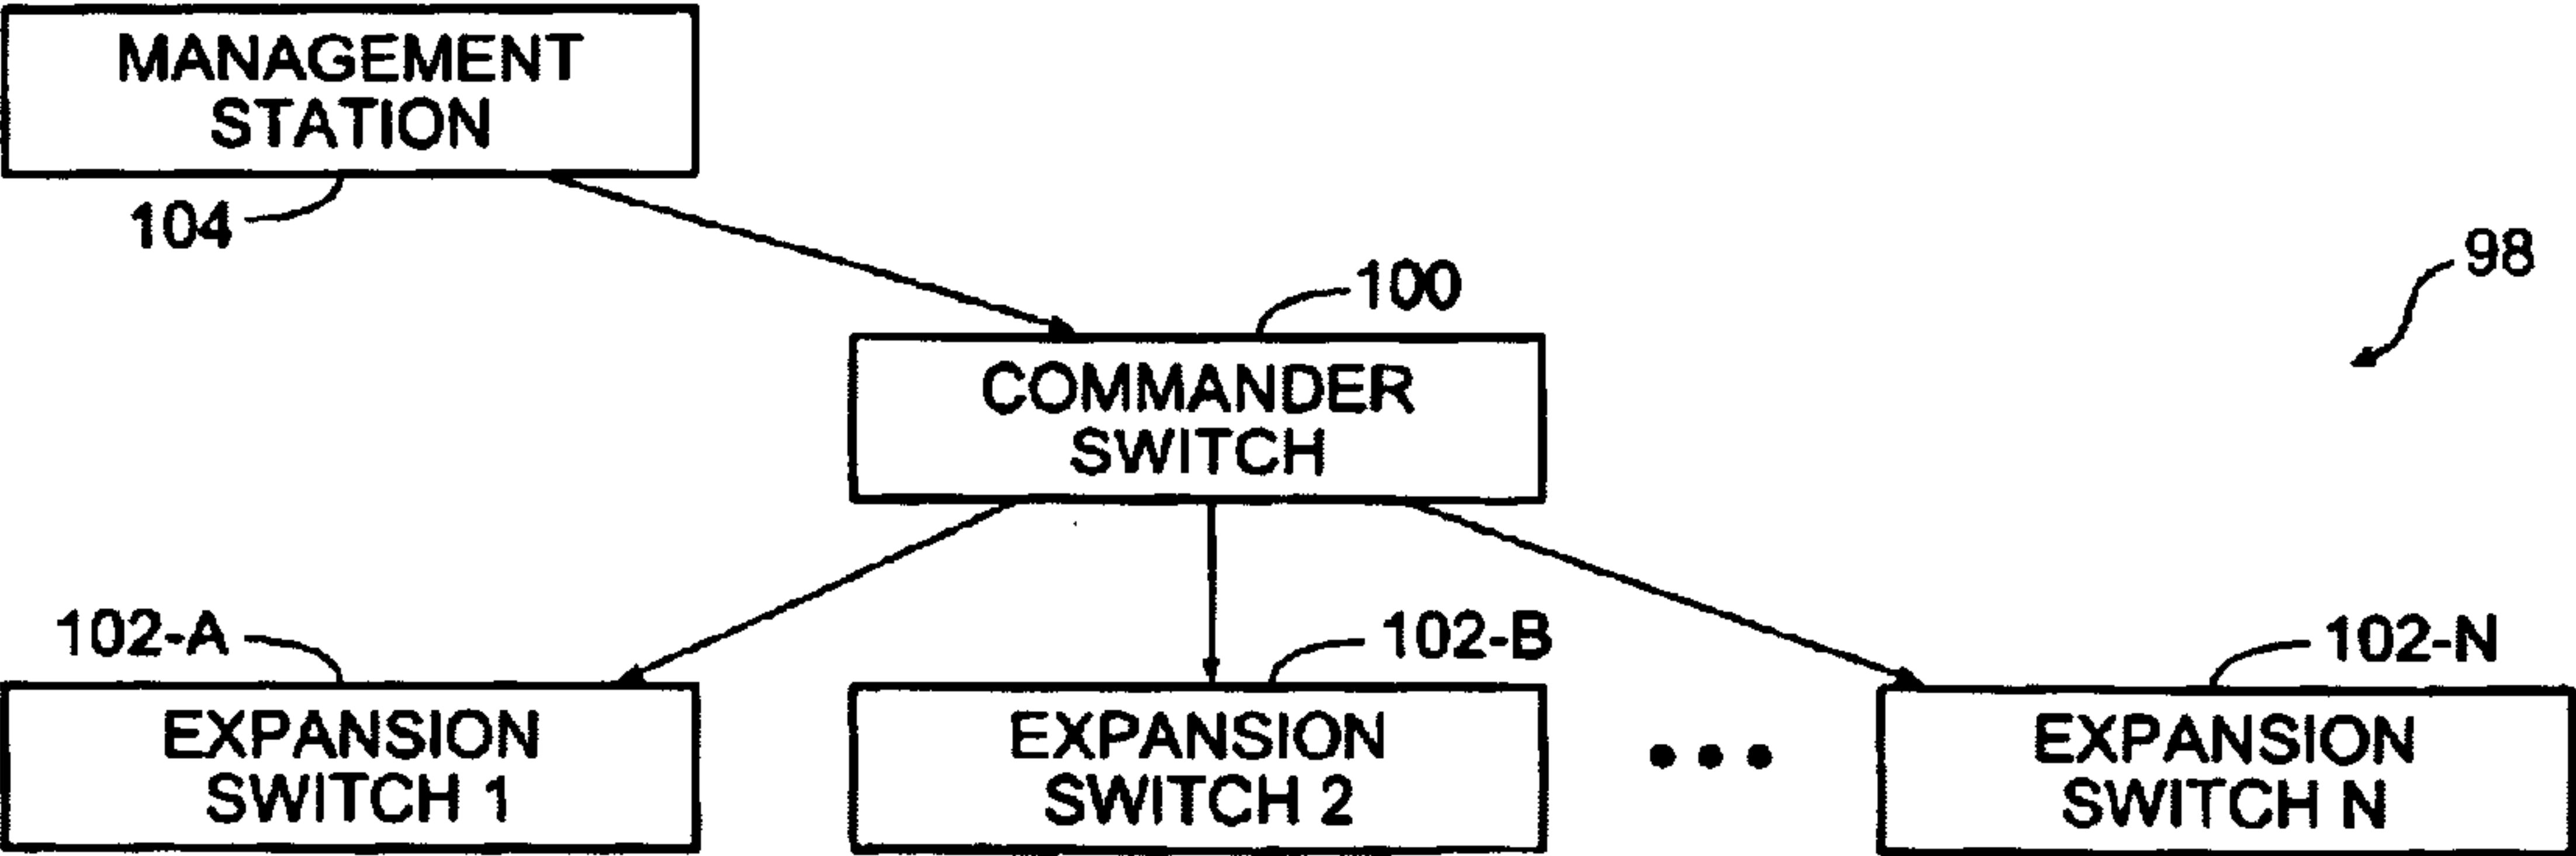 MANAGEMENT
STATION
104
98
100
COMMANDER
SWITCH
102-A
102-B
102-N
EXPANSION
SWITCH 1
EXPANSION
SWITCH 2
EXPANSION
SWITCH N